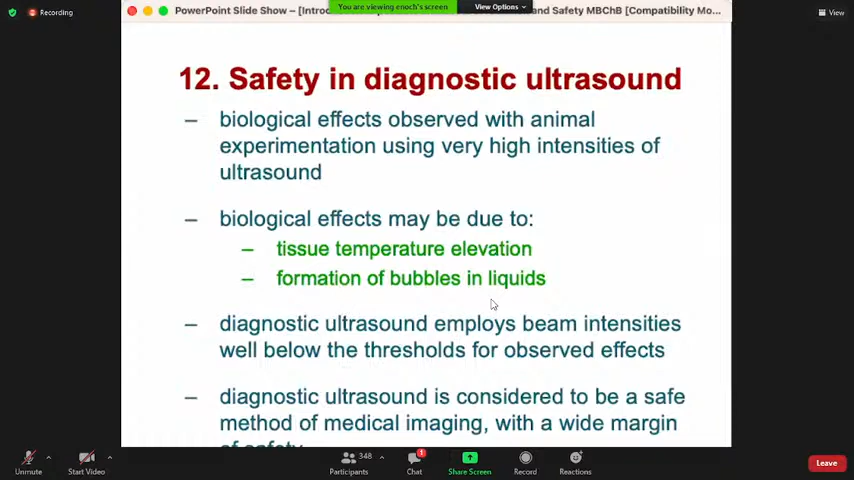 Recording
PowerPoint Slide Show – [Intro
You are viewing enoch's screen
View Options
and Safety MBChB [Compatibility Mo...
View
12. Safety in diagnostic ultrasound
– biological effects observed with animal
experimentation using very high intensities of
ultrasound
– biological effects may be due to:
– tissue temperature elevation
– formation of bubbles in liquids
– diagnostic ultrasound employs beam intensities
well below the thresholds for observed effects
– diagnostic ultrasound is considered to be a safe
method of medical imaging, with a wide margin
of safety
Unmute
Start Video
348
Participants
1
Chat
Share Screen
Record
Reactions
Leave